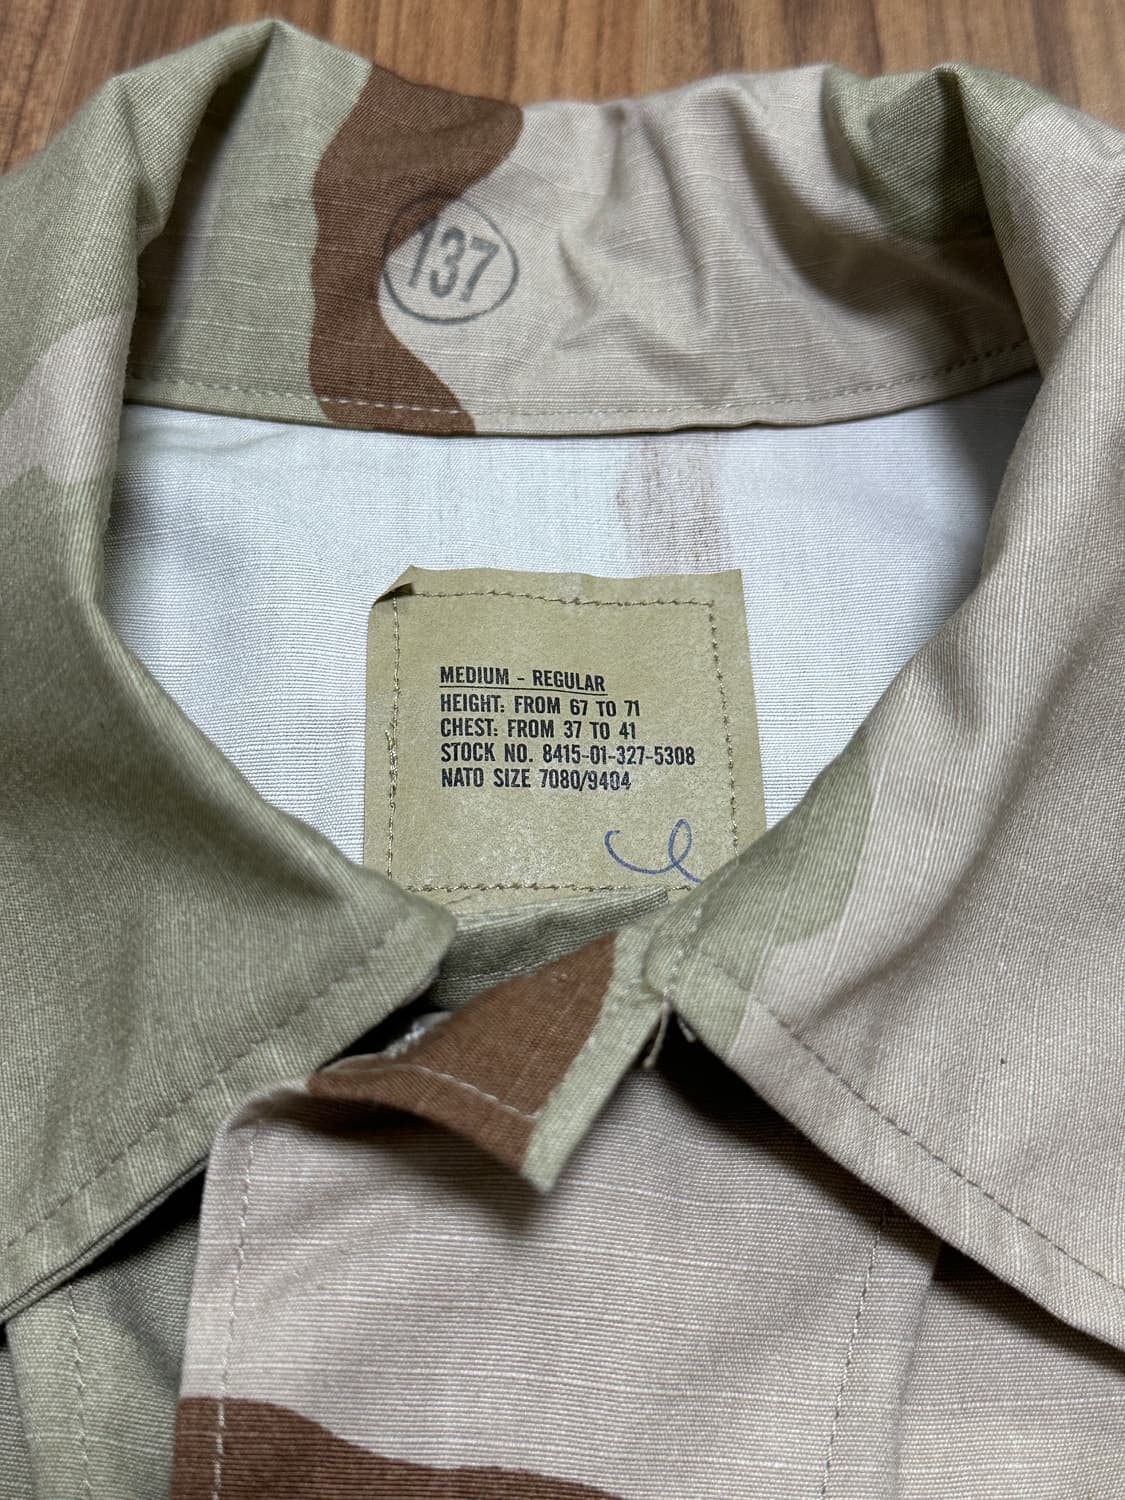 137
MEDIUM - REGULAR
HEIGHT: FROM 67 TO 71
CHEST: FROM 37 TO 41
STOCK NO. 8415-01-327-5308
NATO SIZE 7080/9404